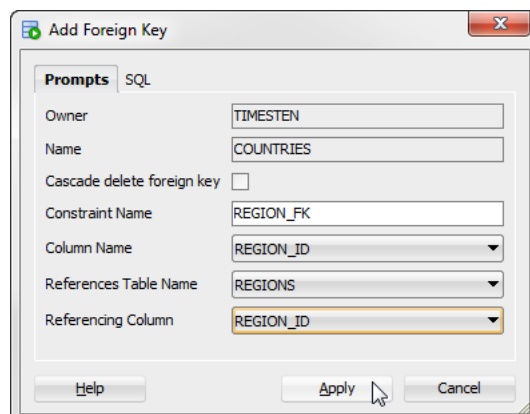 Add Foreign Key
Prompts SQL
Owner TIMESTEN
Name COUNTRIES
Cascade delete foreign key
Constraint Name REGION_FK
Column Name REGION_ID
References Table Name REGIONS
Referencing Column REGION_ID
Help Apply Cancel